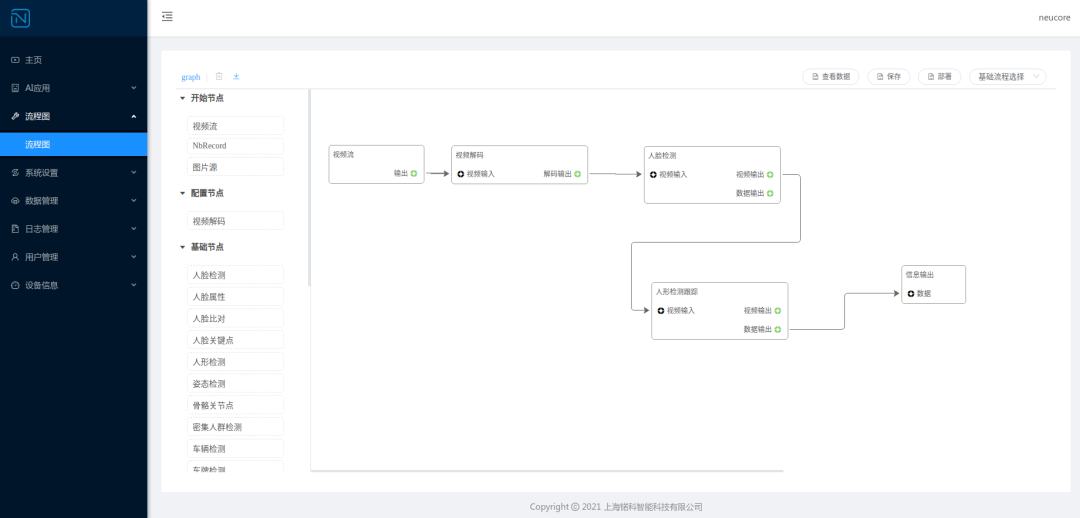 neucore
主页
AI应用
流程图
流程图
系统设置
数据管理
日志管理
用户管理
设备信息
graph
查看数据
保存
部署
基础流程选择
开始节点
视频流
NbRecord
图片源
配置节点
视频解码
基础节点
人脸检测
人脸属性
人脸比对
人脸关键点
人形检测
姿态检测
骨骼关节点
密集人群检测
车辆检测
车牌检测
视频流
输出
视频解码
视频输入 解码输出
人脸检测
视频输入 视频输出
数据输出
人形检测跟踪
视频输入 视频输出
数据输出
信息输出
数据
Copyright © 2021 上海铭科智能科技有限公司